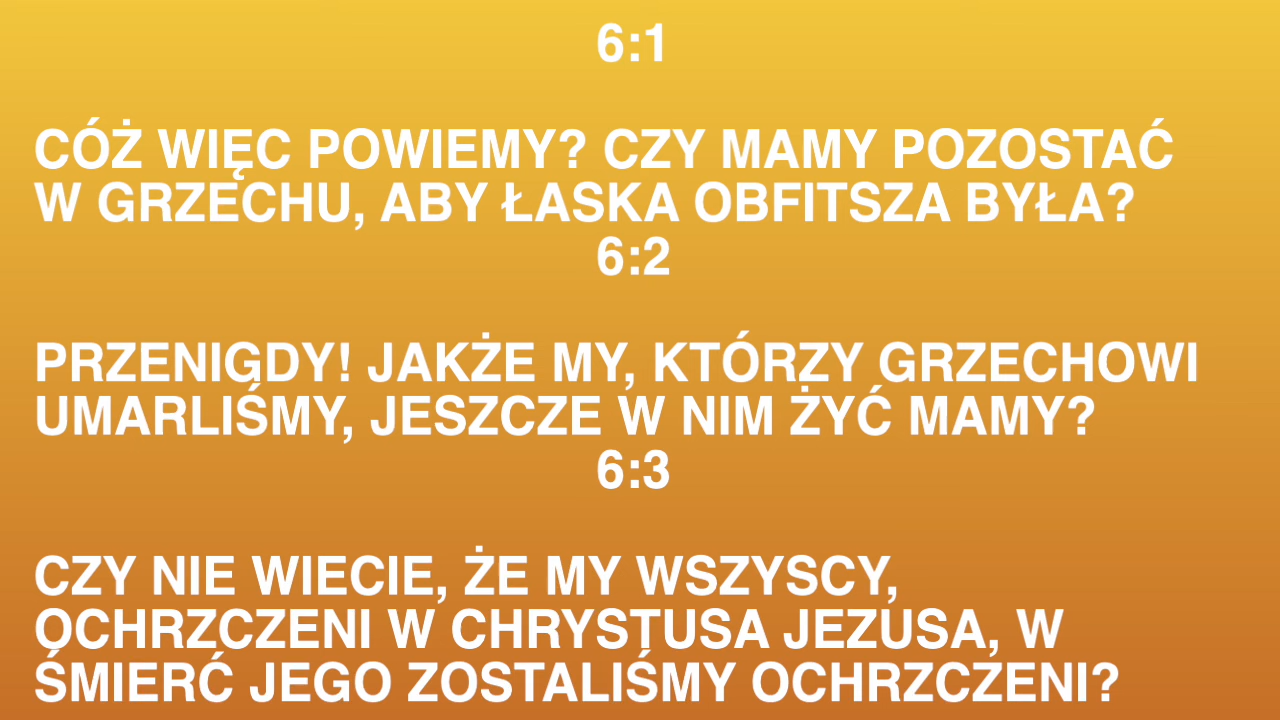 6:1
CÓŻ WIĘC POWIEMY? CZY MAMY POZOSTAĆ
W GRZECHU, ABY ŁASKA OBFITSZA BYŁA?
6:2
PRZENIGDY! JAKŻE MY, KTÓRZY GRZECHOWI
UMARLIŚMY, JESZCZE W NIM ŻYĆ MAMY?
6:3
CZY NIE WIECIE, ŻE MY WSZYSCY,
OCHRZCZENI W CHRYSTUSA JEZUSA, W
ŚMIERĆ JEGO ZOSTALIŚMY OCHRZCZENI?